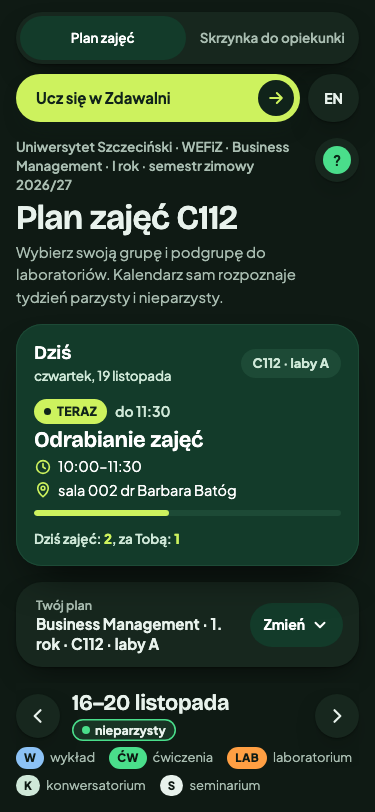 Plan zajęć
Skrzynka do opiekunki
Ucz się w Zdawalni
EN
Uniwersytet Szczeciński · WEFiZ · Business
Management · I rok · semestr zimowy
2026/27
?
Plan zajęć C112
Wybierz swoją grupę i podgrupę do
laboratoriów. Kalendarz sam rozpoznaje
tydzień parzysty i nieparzysty.
Dziś
czwartek, 19 listopada
C112 · laby A
TERAZ do 11:30
Odrabianie zajęć
10:00–11:30
sala 002 dr Barbara Batóg
Dziś zajęć: 2, za Tobą: 1
Twój plan
Business Management · 1.
rok · C112 · laby A
Zmień
16–20 listopada
nieparzysty
W wykład ĆW ćwiczenia LAB laboratorium
K konwersatorium S seminarium